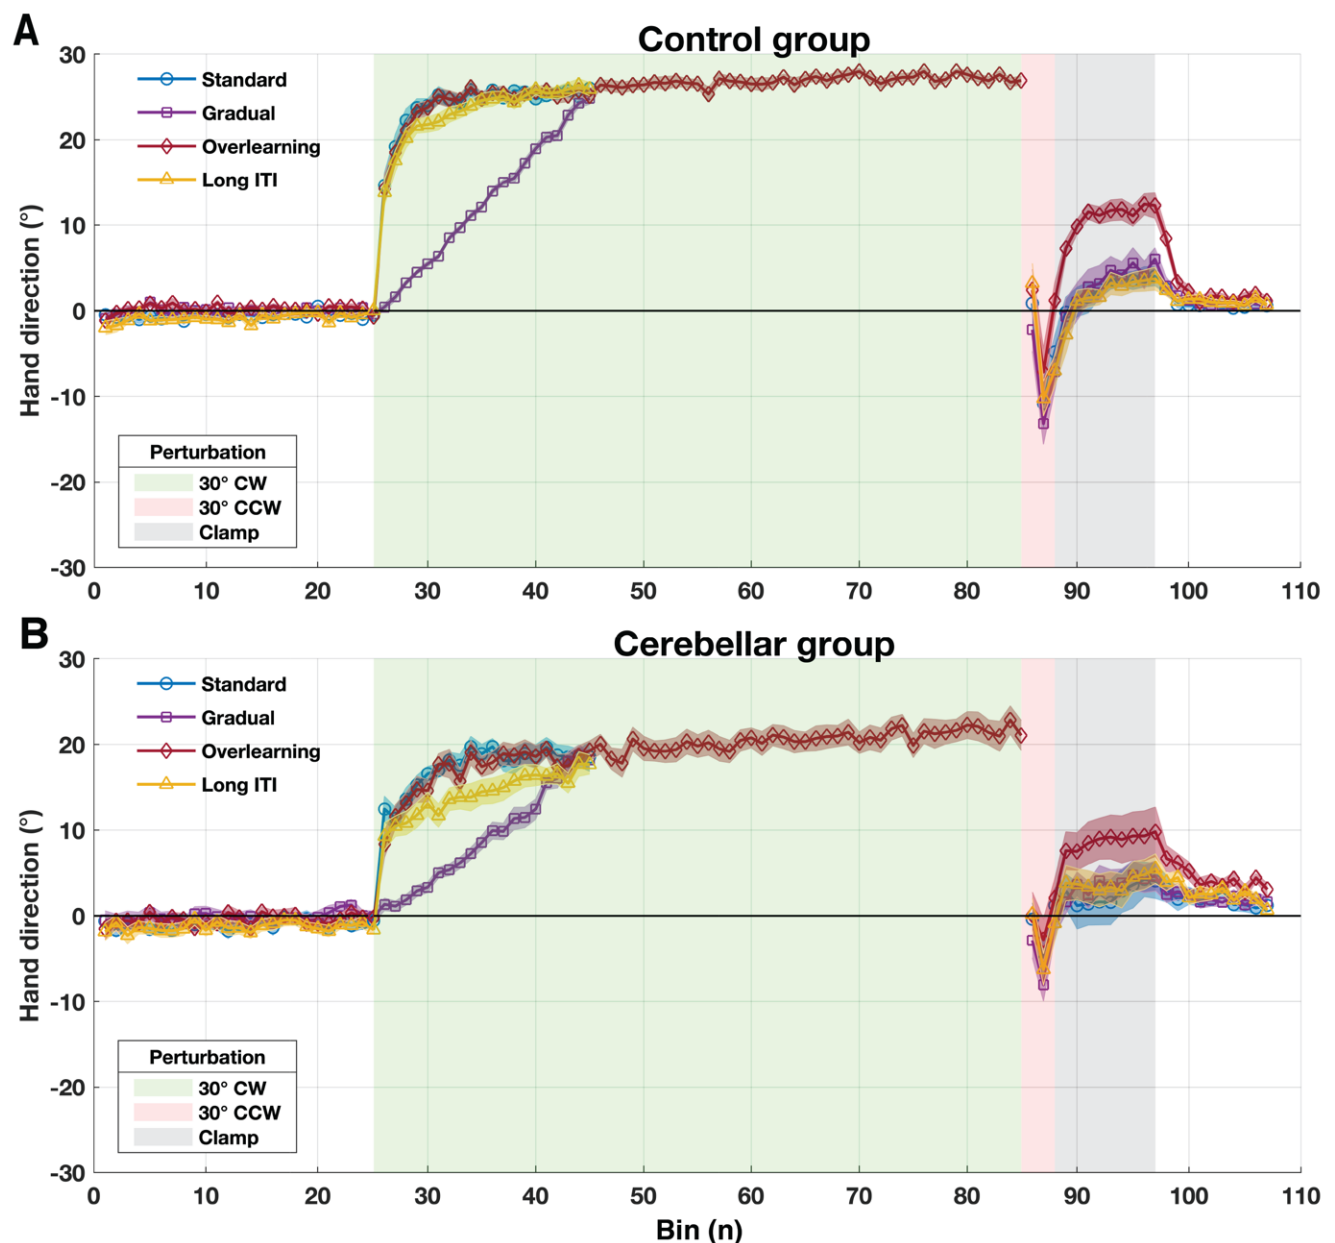 A
Control group
Hand direction (°)
30
20
10
0
-10
-20
-30
Standard
Gradual
Overlearning
Long ITI
Perturbation
30° CW
30° CCW
Clamp
0 10 20 30 40 50 60 70 80 90 100 110
B
Cerebellar group
Hand direction (°)
30
20
10
0
-10
-20
-30
Standard
Gradual
Overlearning
Long ITI
Perturbation
30° CW
30° CCW
Clamp
0 10 20 30 40 50 60 70 80 90 100 110
Bin (n)